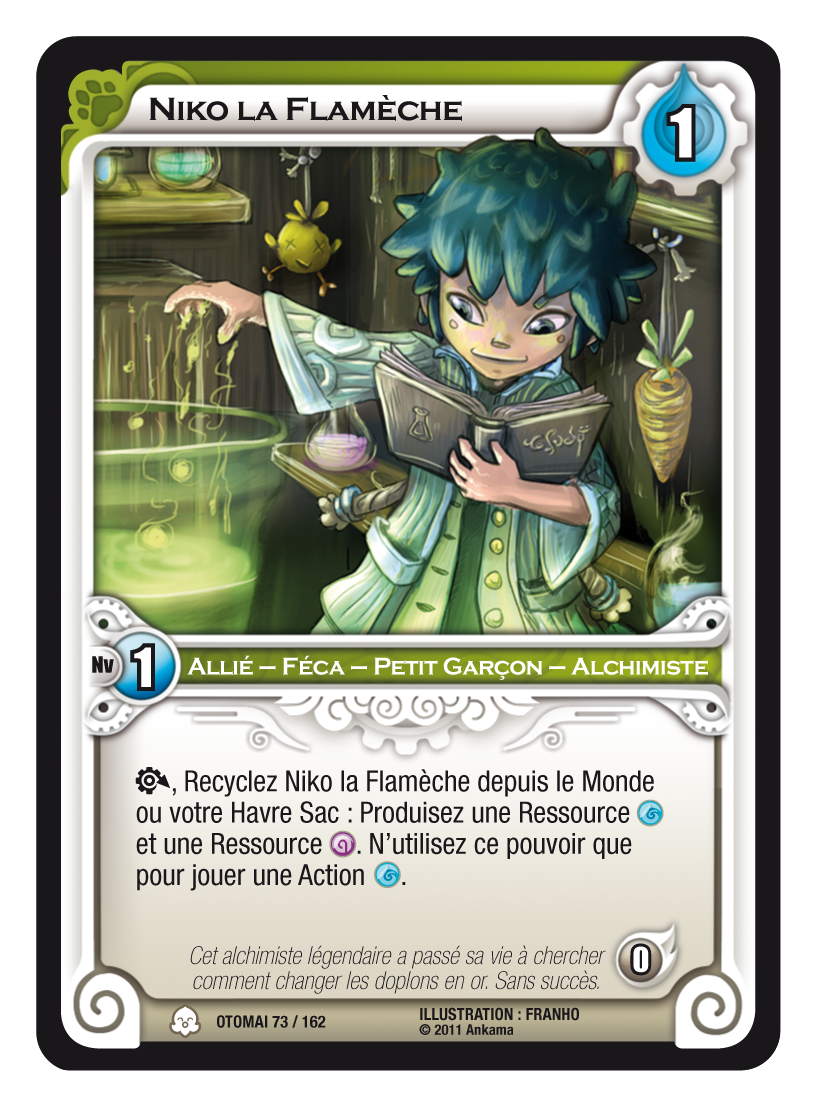 Niko la Flamèche
1
Nv 1 Allié – Féca – Petit Garçon – Alchimiste
, Recyclez Niko la Flamèche depuis le Monde
ou votre Havre Sac : Produisez une Ressource
et une Ressource . N’utilisez ce pouvoir que
pour jouer une Action .
Cet alchimiste légendaire a passé sa vie à chercher
comment changer les doplons en or. Sans succès.
0
OTOMAI 73 / 162
ILLUSTRATION : FRANHO
© 2011 Ankama